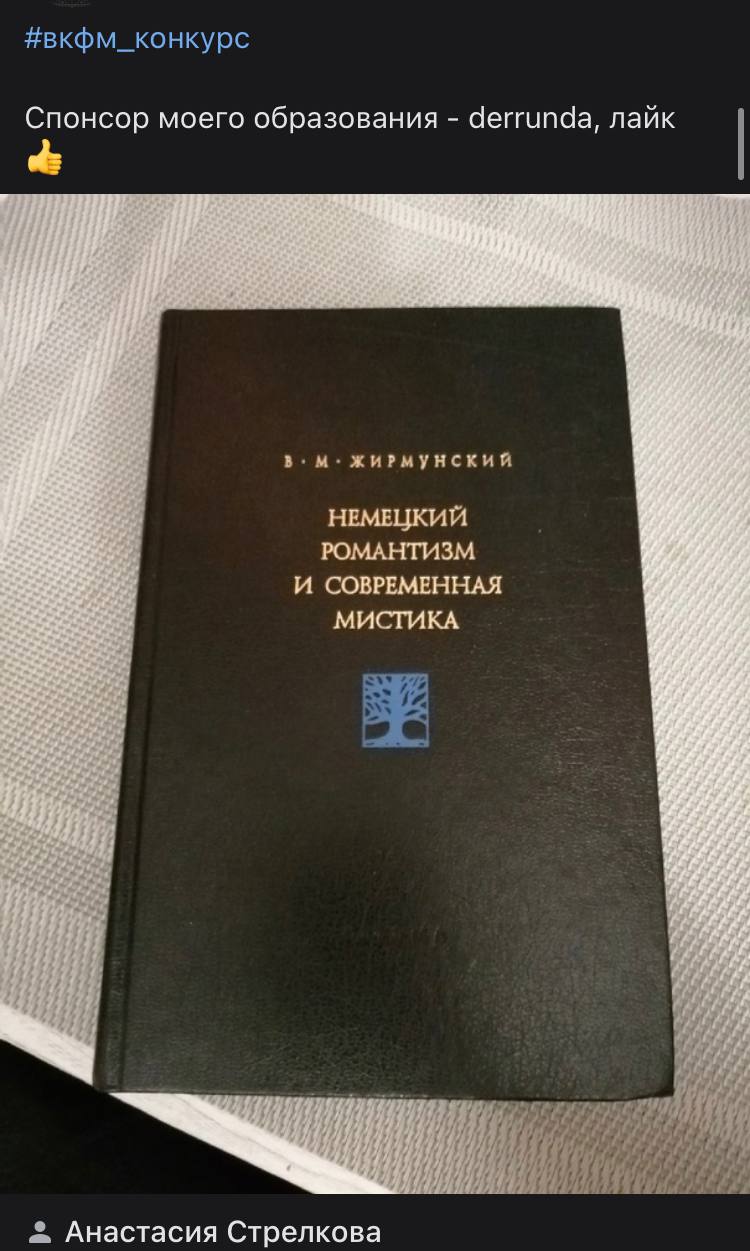 #вкфм_конкурс
Спонсор моего образования - derrunda, лайк
👍
В · М · ЖИРМУНСКИЙ
НЕМЕЦКИЙ
РОМАНТИЗМ
И СОВРЕМЕННАЯ
МИСТИКА
Анастасия Стрелкова